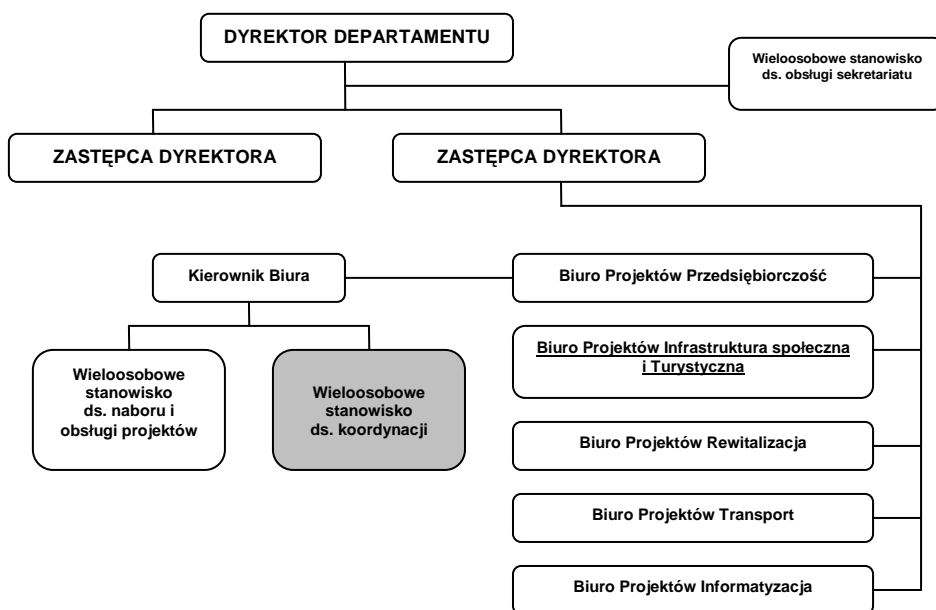 DYREKTOR DEPARTAMENTU
Wieloosobowe stanowisko
ds. obsługi sekretariatu
ZASTĘPCA DYREKTORA
ZASTĘPCA DYREKTORA
Kierownik Biura
Biuro Projektów Przedsiębiorczość
Biuro Projektów Infrastruktura społeczna
i Turystyczna
Wieloosobowe
stanowisko
ds. naboru i
obsługi projektów
Wieloosobowe
stanowisko
ds. koordynacji
Biuro Projektów Rewitalizacja
Biuro Projektów Transport
Biuro Projektów Informatyzacja